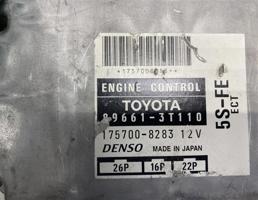 ENGINE CONTROL
TOYOTA
89661-3T110
175700-8283 12V
DENSO MADE IN JAPAN
26P 16P 22P
5S-FE
ECT